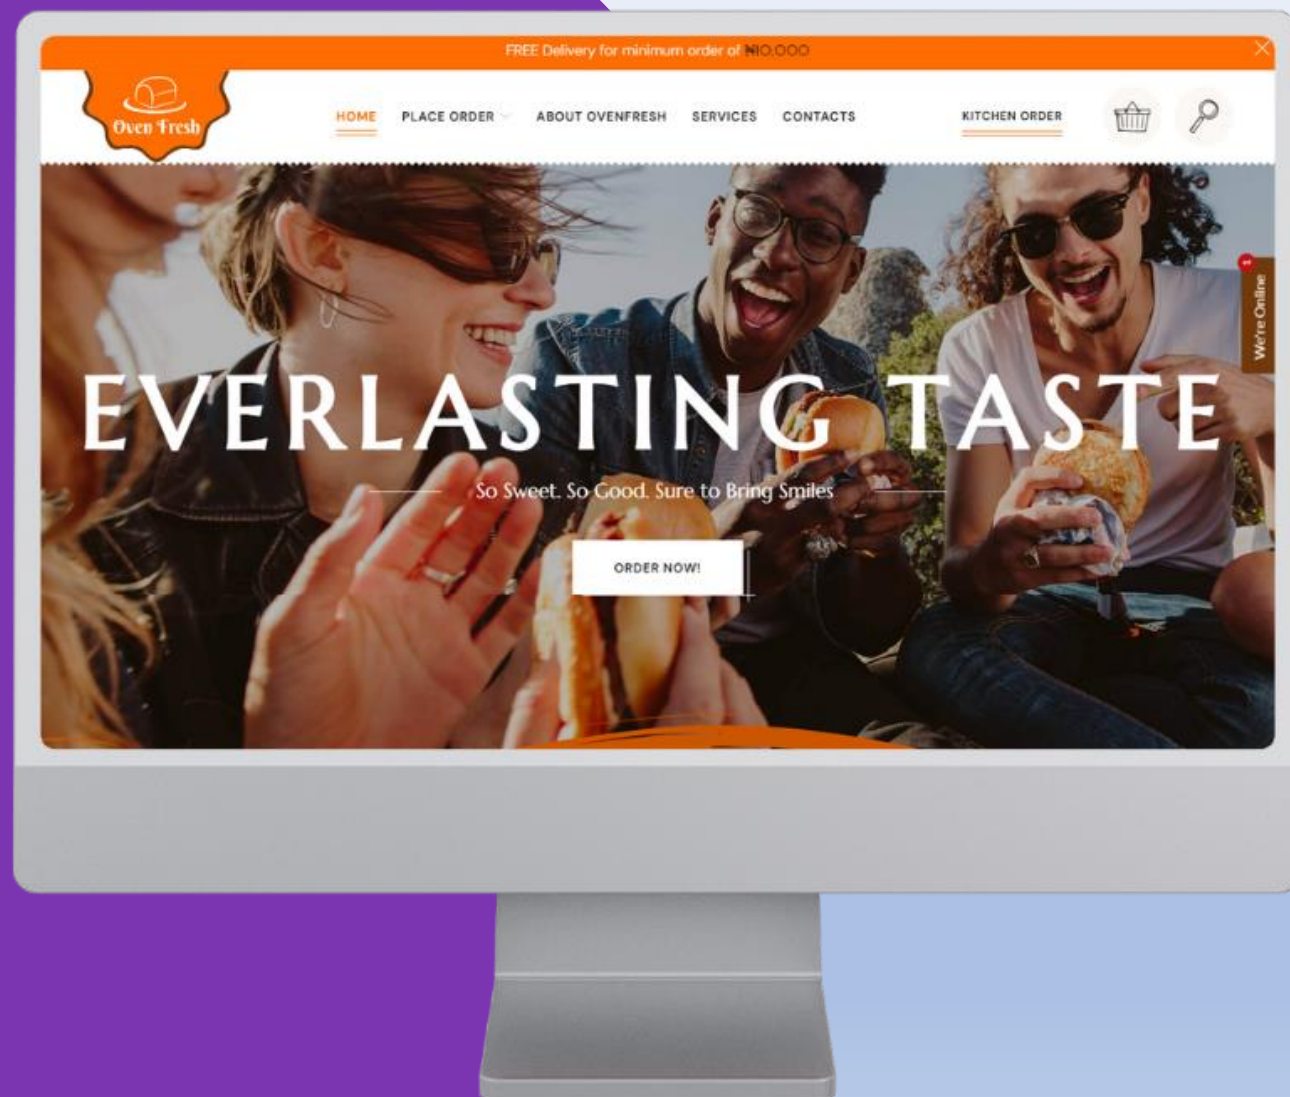 FREE Delivery for minimum order of ₦10,000
Oven Fresh
HOME PLACE ORDER ABOUT OVENFRESH SERVICES CONTACTS KITCHEN ORDER
We're Online
EVERLASTING TASTE
So Sweet. So Good. Sure to Bring Smiles
ORDER NOW!